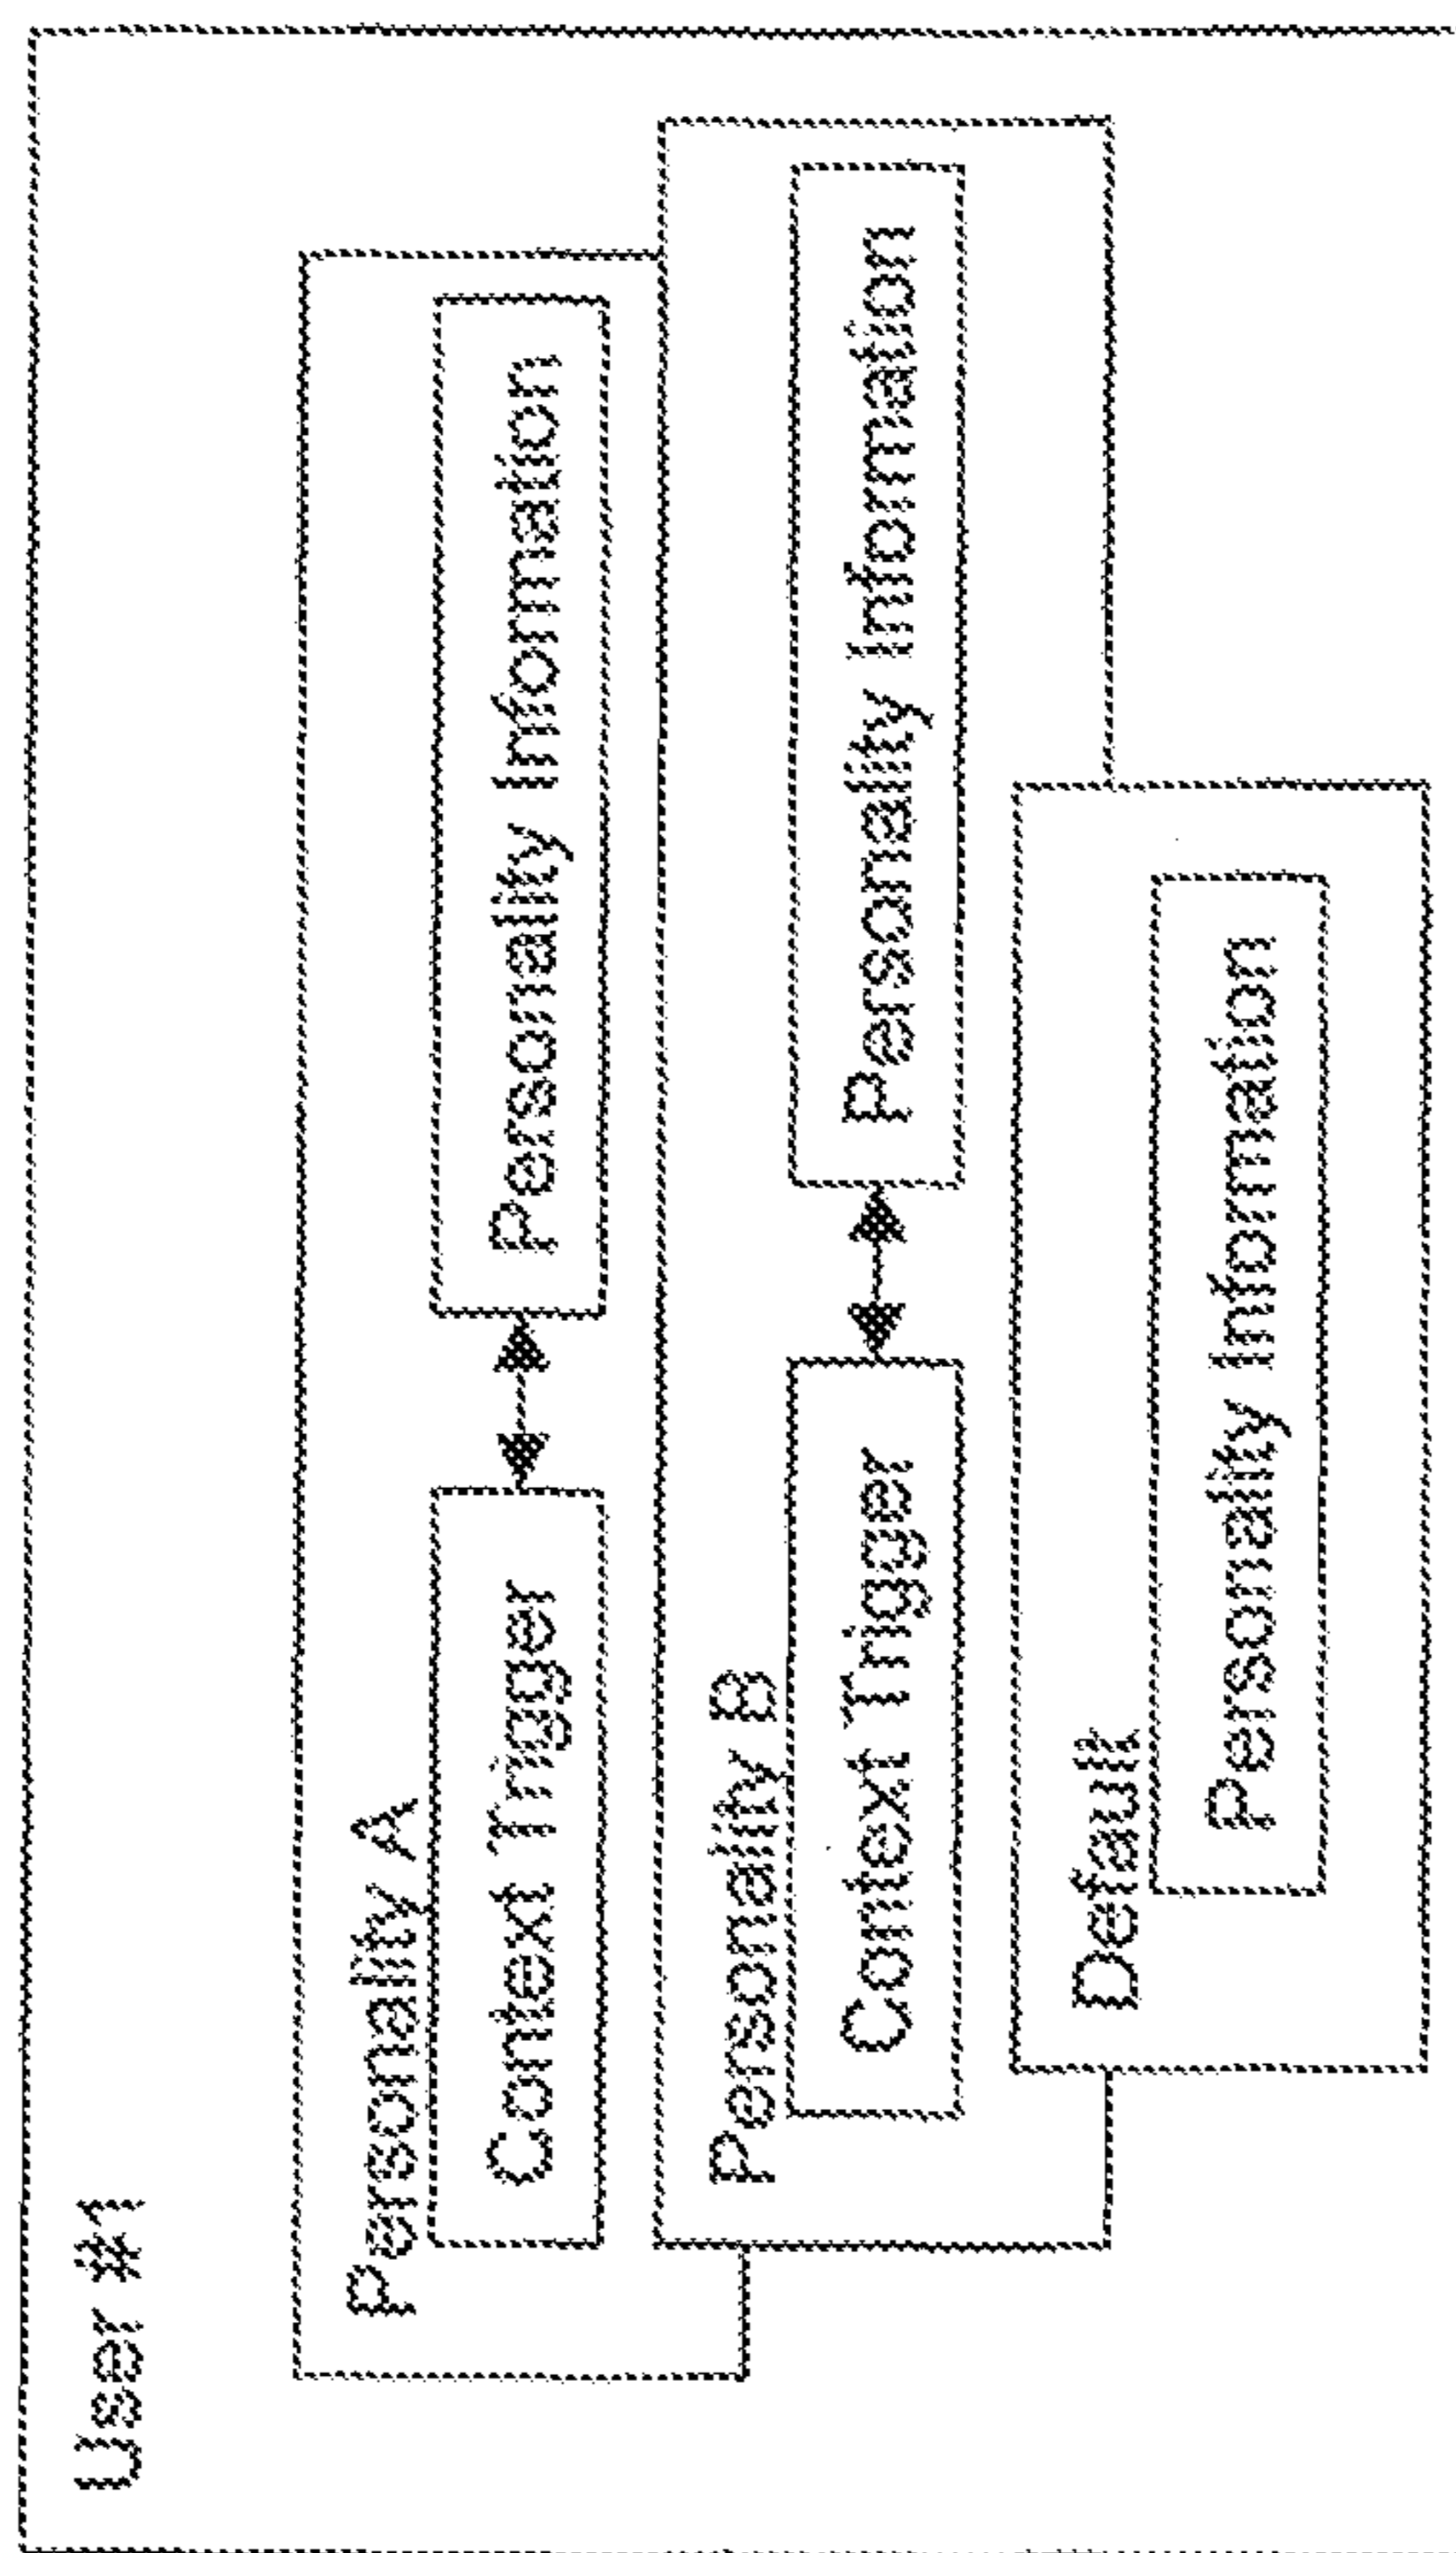 User #1
Personality A
Context Trigger
Personality Information
Personality B
Context Trigger
Personality Information
Default
Personality Information